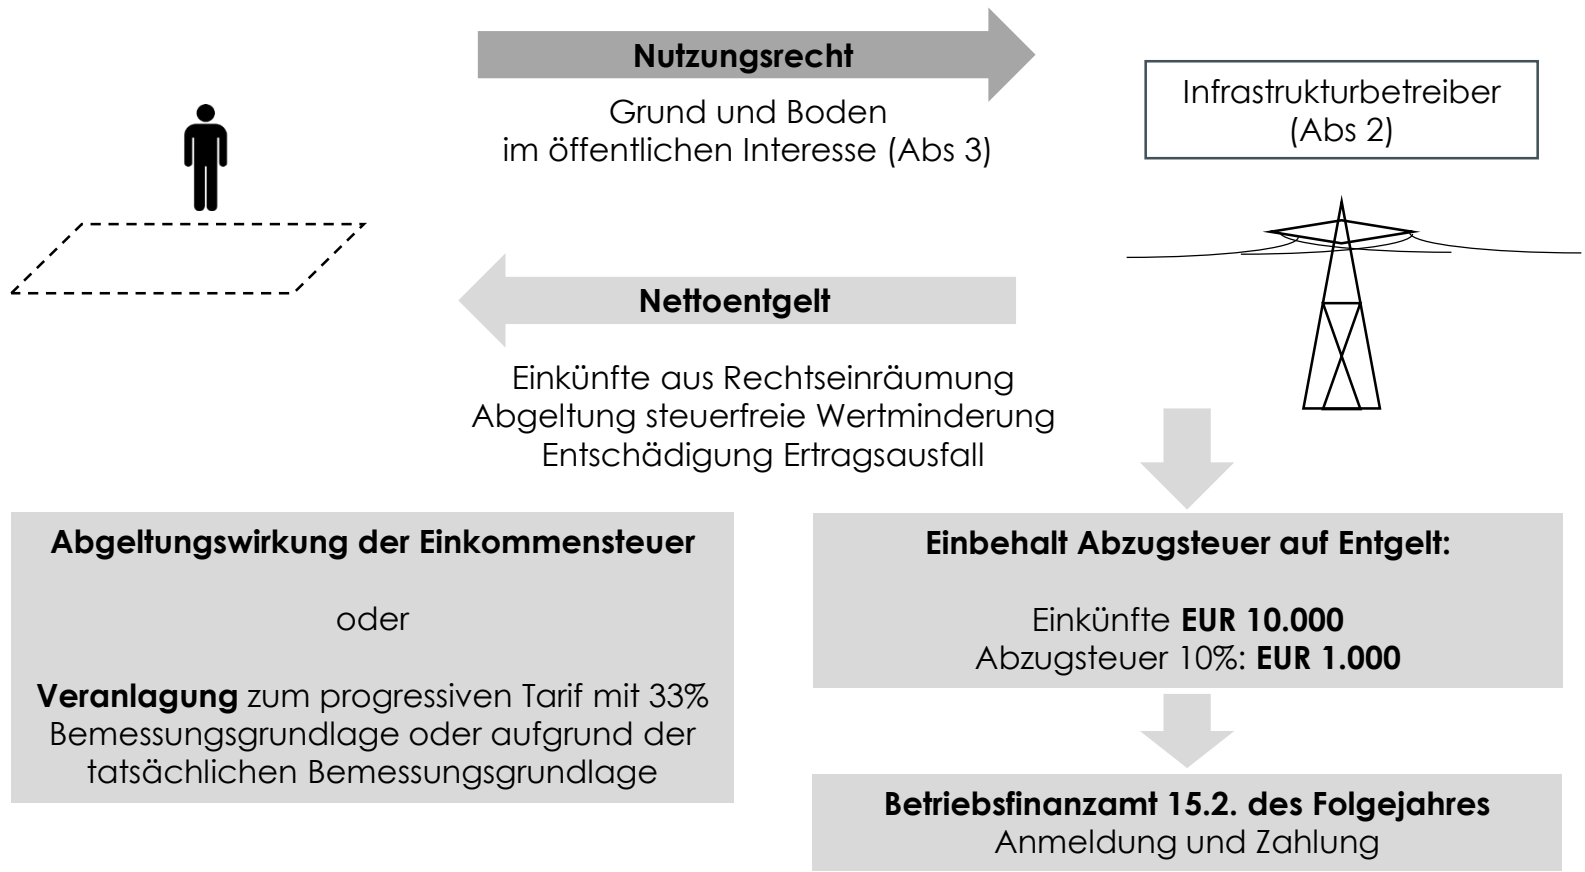 Nutzungsrecht
Grund und Boden
im öffentlichen Interesse (Abs 3)
Infrastrukturbetreiber
(Abs 2)
Nettoentgelt
Einkünfte aus Rechtseinräumung
Abgeltung steuerfreie Wertminderung
Entschädigung Ertragsausfall
Abgeltungswirkung der Einkommensteuer
oder
Veranlagung zum progressiven Tarif mit 33%
Bemessungsgrundlage oder aufgrund der
tatsächlichen Bemessungsgrundlage
Einbehalt Abzugsteuer auf Entgelt:
Einkünfte EUR 10.000
Abzugsteuer 10%: EUR 1.000
Betriebsfinanzamt 15.2. des Folgejahres
Anmeldung und Zahlung